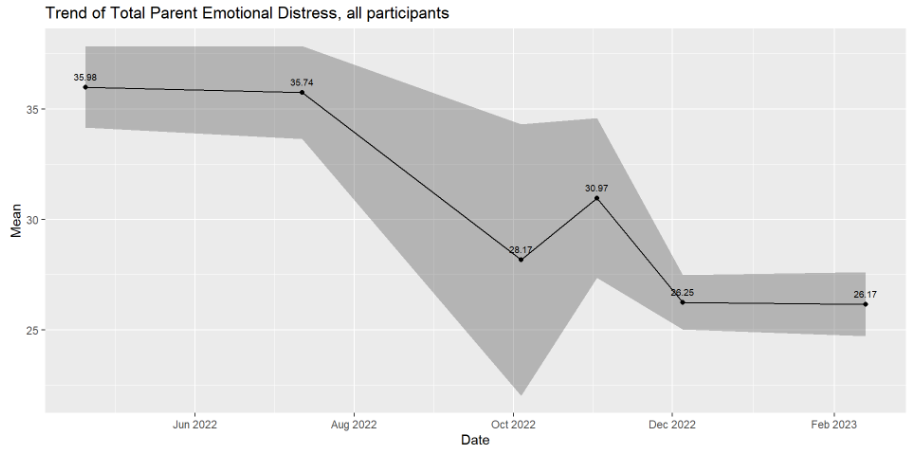 Trend of Total Parent Emotional Distress, all participants
35.98
35.74
35
30.97
30
28.17
26.25
26.17
25
Mean
Jun 2022
Aug 2022
Oct 2022
Dec 2022
Feb 2023
Date